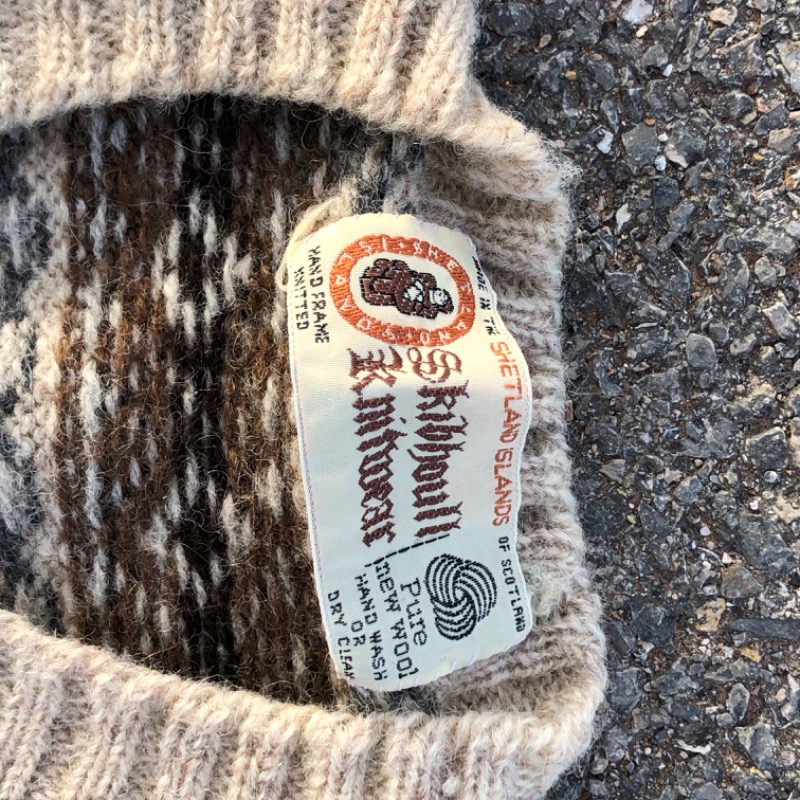 MADE IN THE SHETLAND ISLANDS OF SCOTLAND
Skibhoull
Knitwear
HAND FRAME
KNITTED
Pure
new wool
HAND WASH
OR
DRY CLEAN